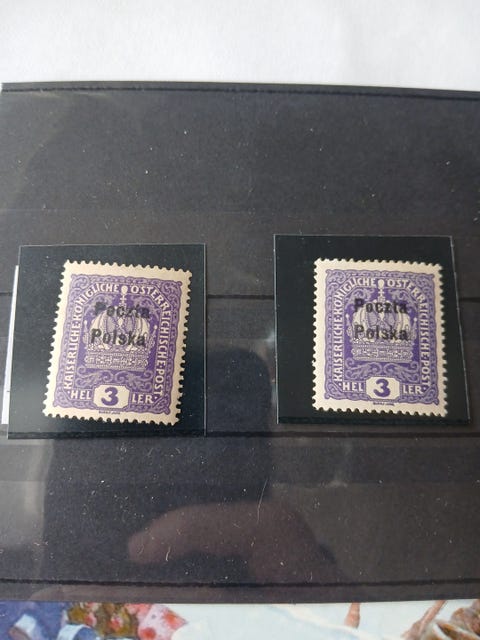 KAISERLICHE·KÖNIGLICHE ÖSTERREICHISCHE·POST·
Poczta
Polska
HEL 3 LER
KAISERLICHE·KÖNIGLICHE ÖSTERREICHISCHE·POST·
Poczta
Polska
HEL 3 LER